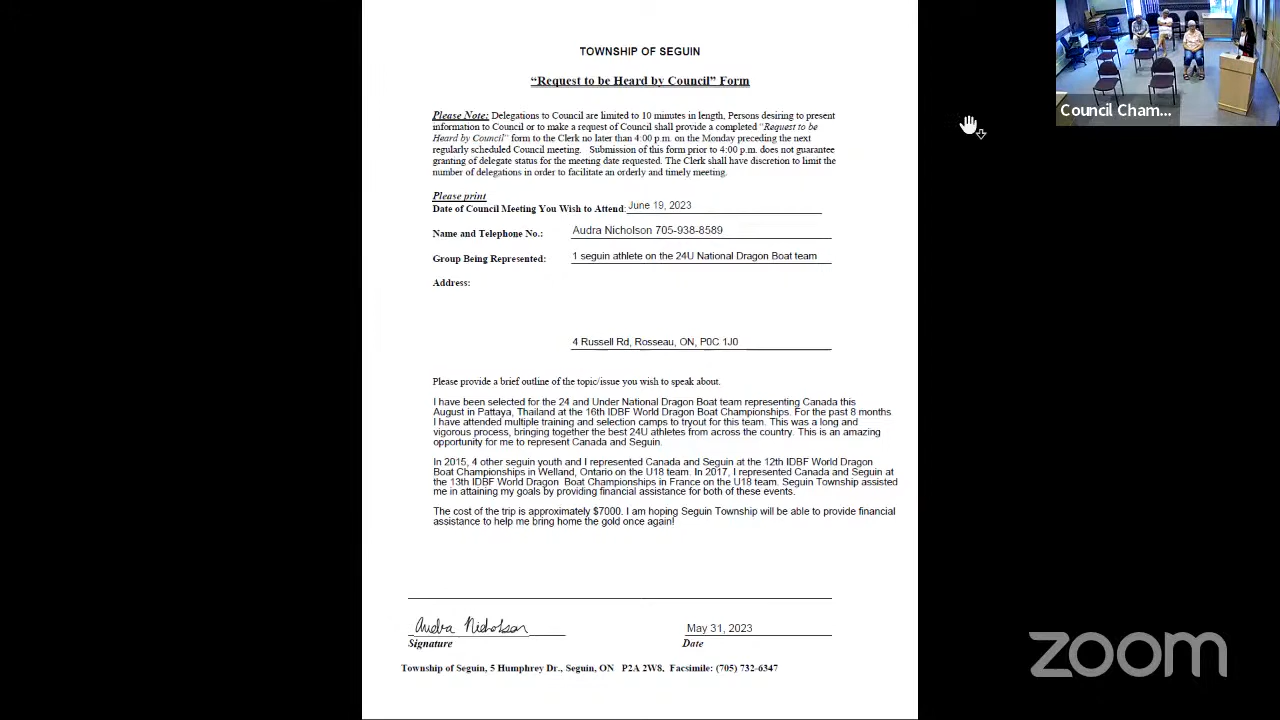 TOWNSHIP OF SEGUIN
“Request to be Heard by Council” Form
Please Note: Delegations to Council are limited to 10 minutes in length, Persons desiring to present
information to Council or to make a request of Council shall provide a completed “Request to be
Heard by Council” form to the Clerk no later than 4:00 p.m. on the Monday preceding the next
regularly scheduled Council meeting. Submission of this form prior to 4:00 p.m. does not guarantee
granting of delegate status for the meeting date requested. The Clerk shall have discretion to limit the
number of delegations in order to facilitate an orderly and timely meeting.
Please print
Date of Council Meeting You Wish to Attend: June 19, 2023
Name and Telephone No.: Audra Nicholson 705-938-8589
Group Being Represented: 1 seguin athlete on the 24U National Dragon Boat team
Address:
4 Russell Rd, Rosseau, ON, P0C 1J0
Please provide a brief outline of the topic/issue you wish to speak about.
I have been selected for the 24 and Under National Dragon Boat team representing Canada this
August in Pattaya, Thailand at the 16th IDBF World Dragon Boat Championships. For the past 8 months
I have attended multiple training and selection camps to tryout for this team. This was a long and
vigorous process, bringing together the best 24U athletes from across the country. This is an amazing
opportunity for me to represent Canada and Seguin.
In 2015, 4 other seguin youth and I represented Canada and Seguin at the 12th IDBF World Dragon
Boat Championships in Welland, Ontario on the U18 team. In 2017, I represented Canada and Seguin at
the 13th IDBF World Dragon Boat Championships in France on the U18 team. Seguin Township assisted
me in attaining my goals by providing financial assistance for both of these events.
The cost of the trip is approximately $7000. I am hoping Seguin Township will be able to provide financial
assistance to help me bring home the gold once again!
Audra Nicholson May 31, 2023
Signature Date
Township of Seguin, 5 Humphrey Dr., Seguin, ON P2A 2W8, Facsimile: (705) 732-6347
Council Cham...
zoom